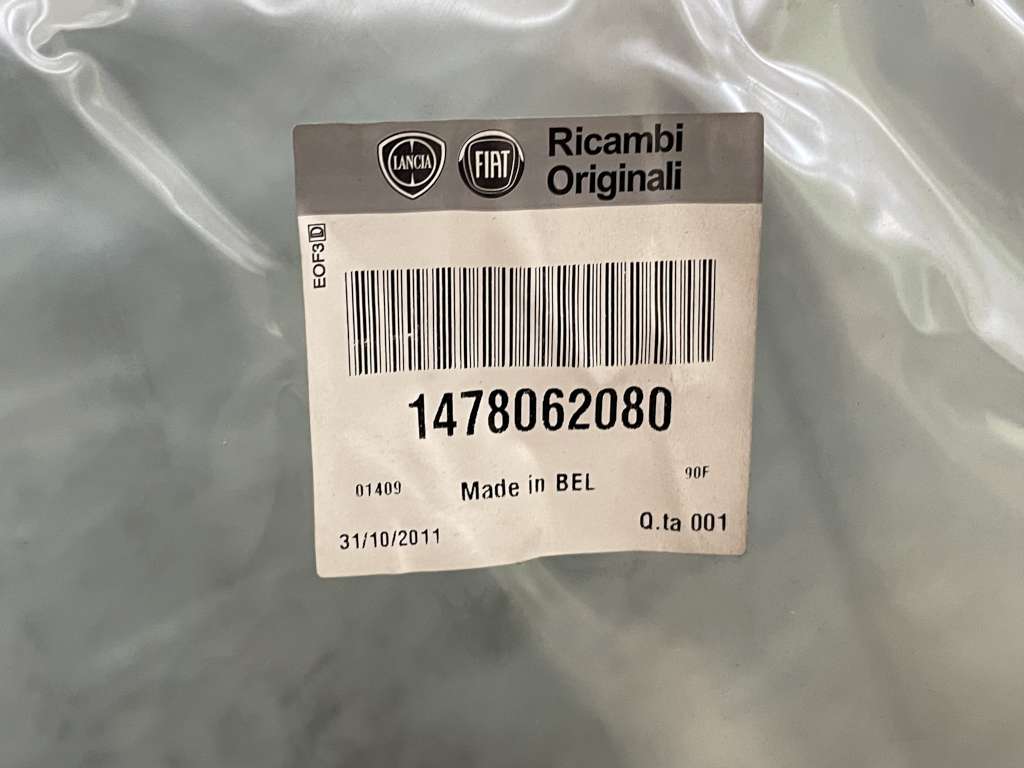 LANCIA
FIAT
Ricambi
Originali
EOF3D
1478062080
01409
Made in BEL
90F
31/10/2011
Q.ta 001